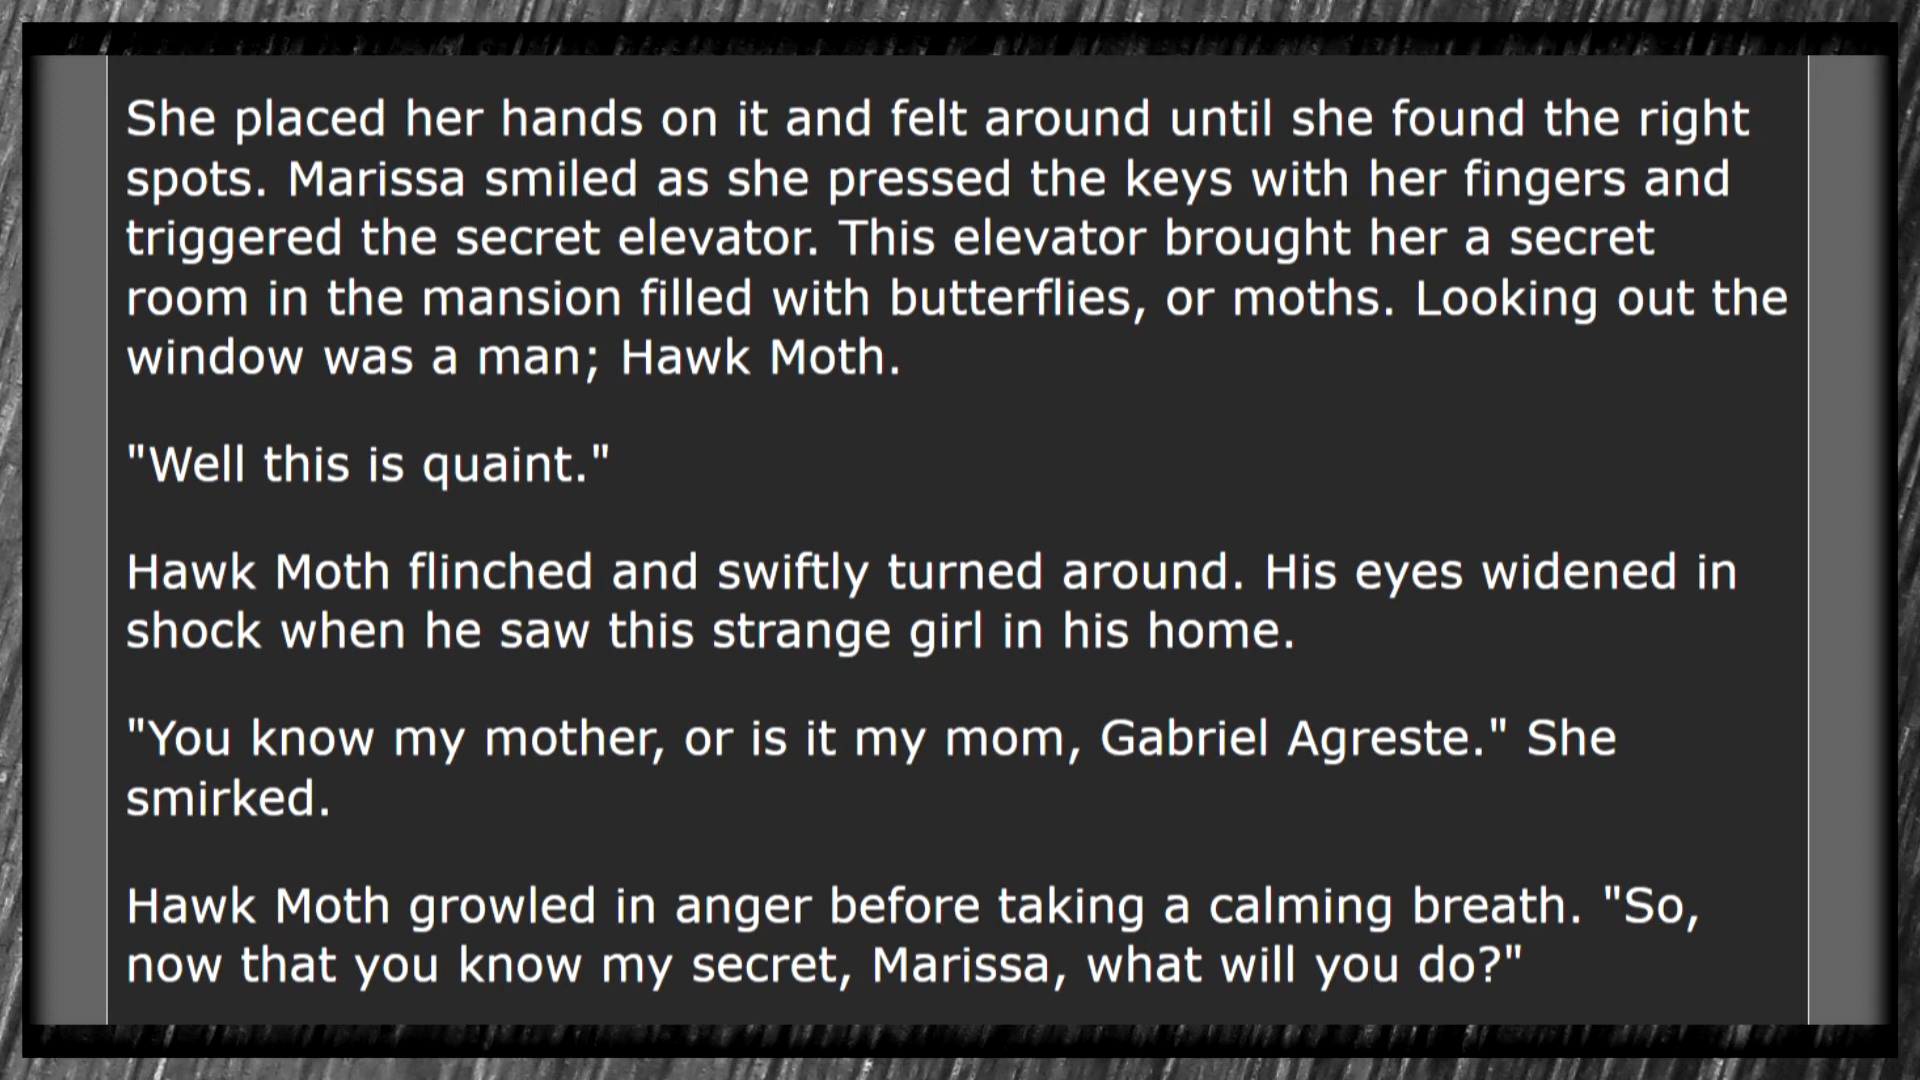 She placed her hands on it and felt around until she found the right
spots. Marissa smiled as she pressed the keys with her fingers and
triggered the secret elevator. This elevator brought her a secret
room in the mansion filled with butterflies, or moths. Looking out the
window was a man; Hawk Moth.
"Well this is quaint."
Hawk Moth flinched and swiftly turned around. His eyes widened in
shock when he saw this strange girl in his home.
"You know my mother, or is it my mom, Gabriel Agreste." She
smirked.
Hawk Moth growled in anger before taking a calming breath. "So,
now that you know my secret, Marissa, what will you do?"